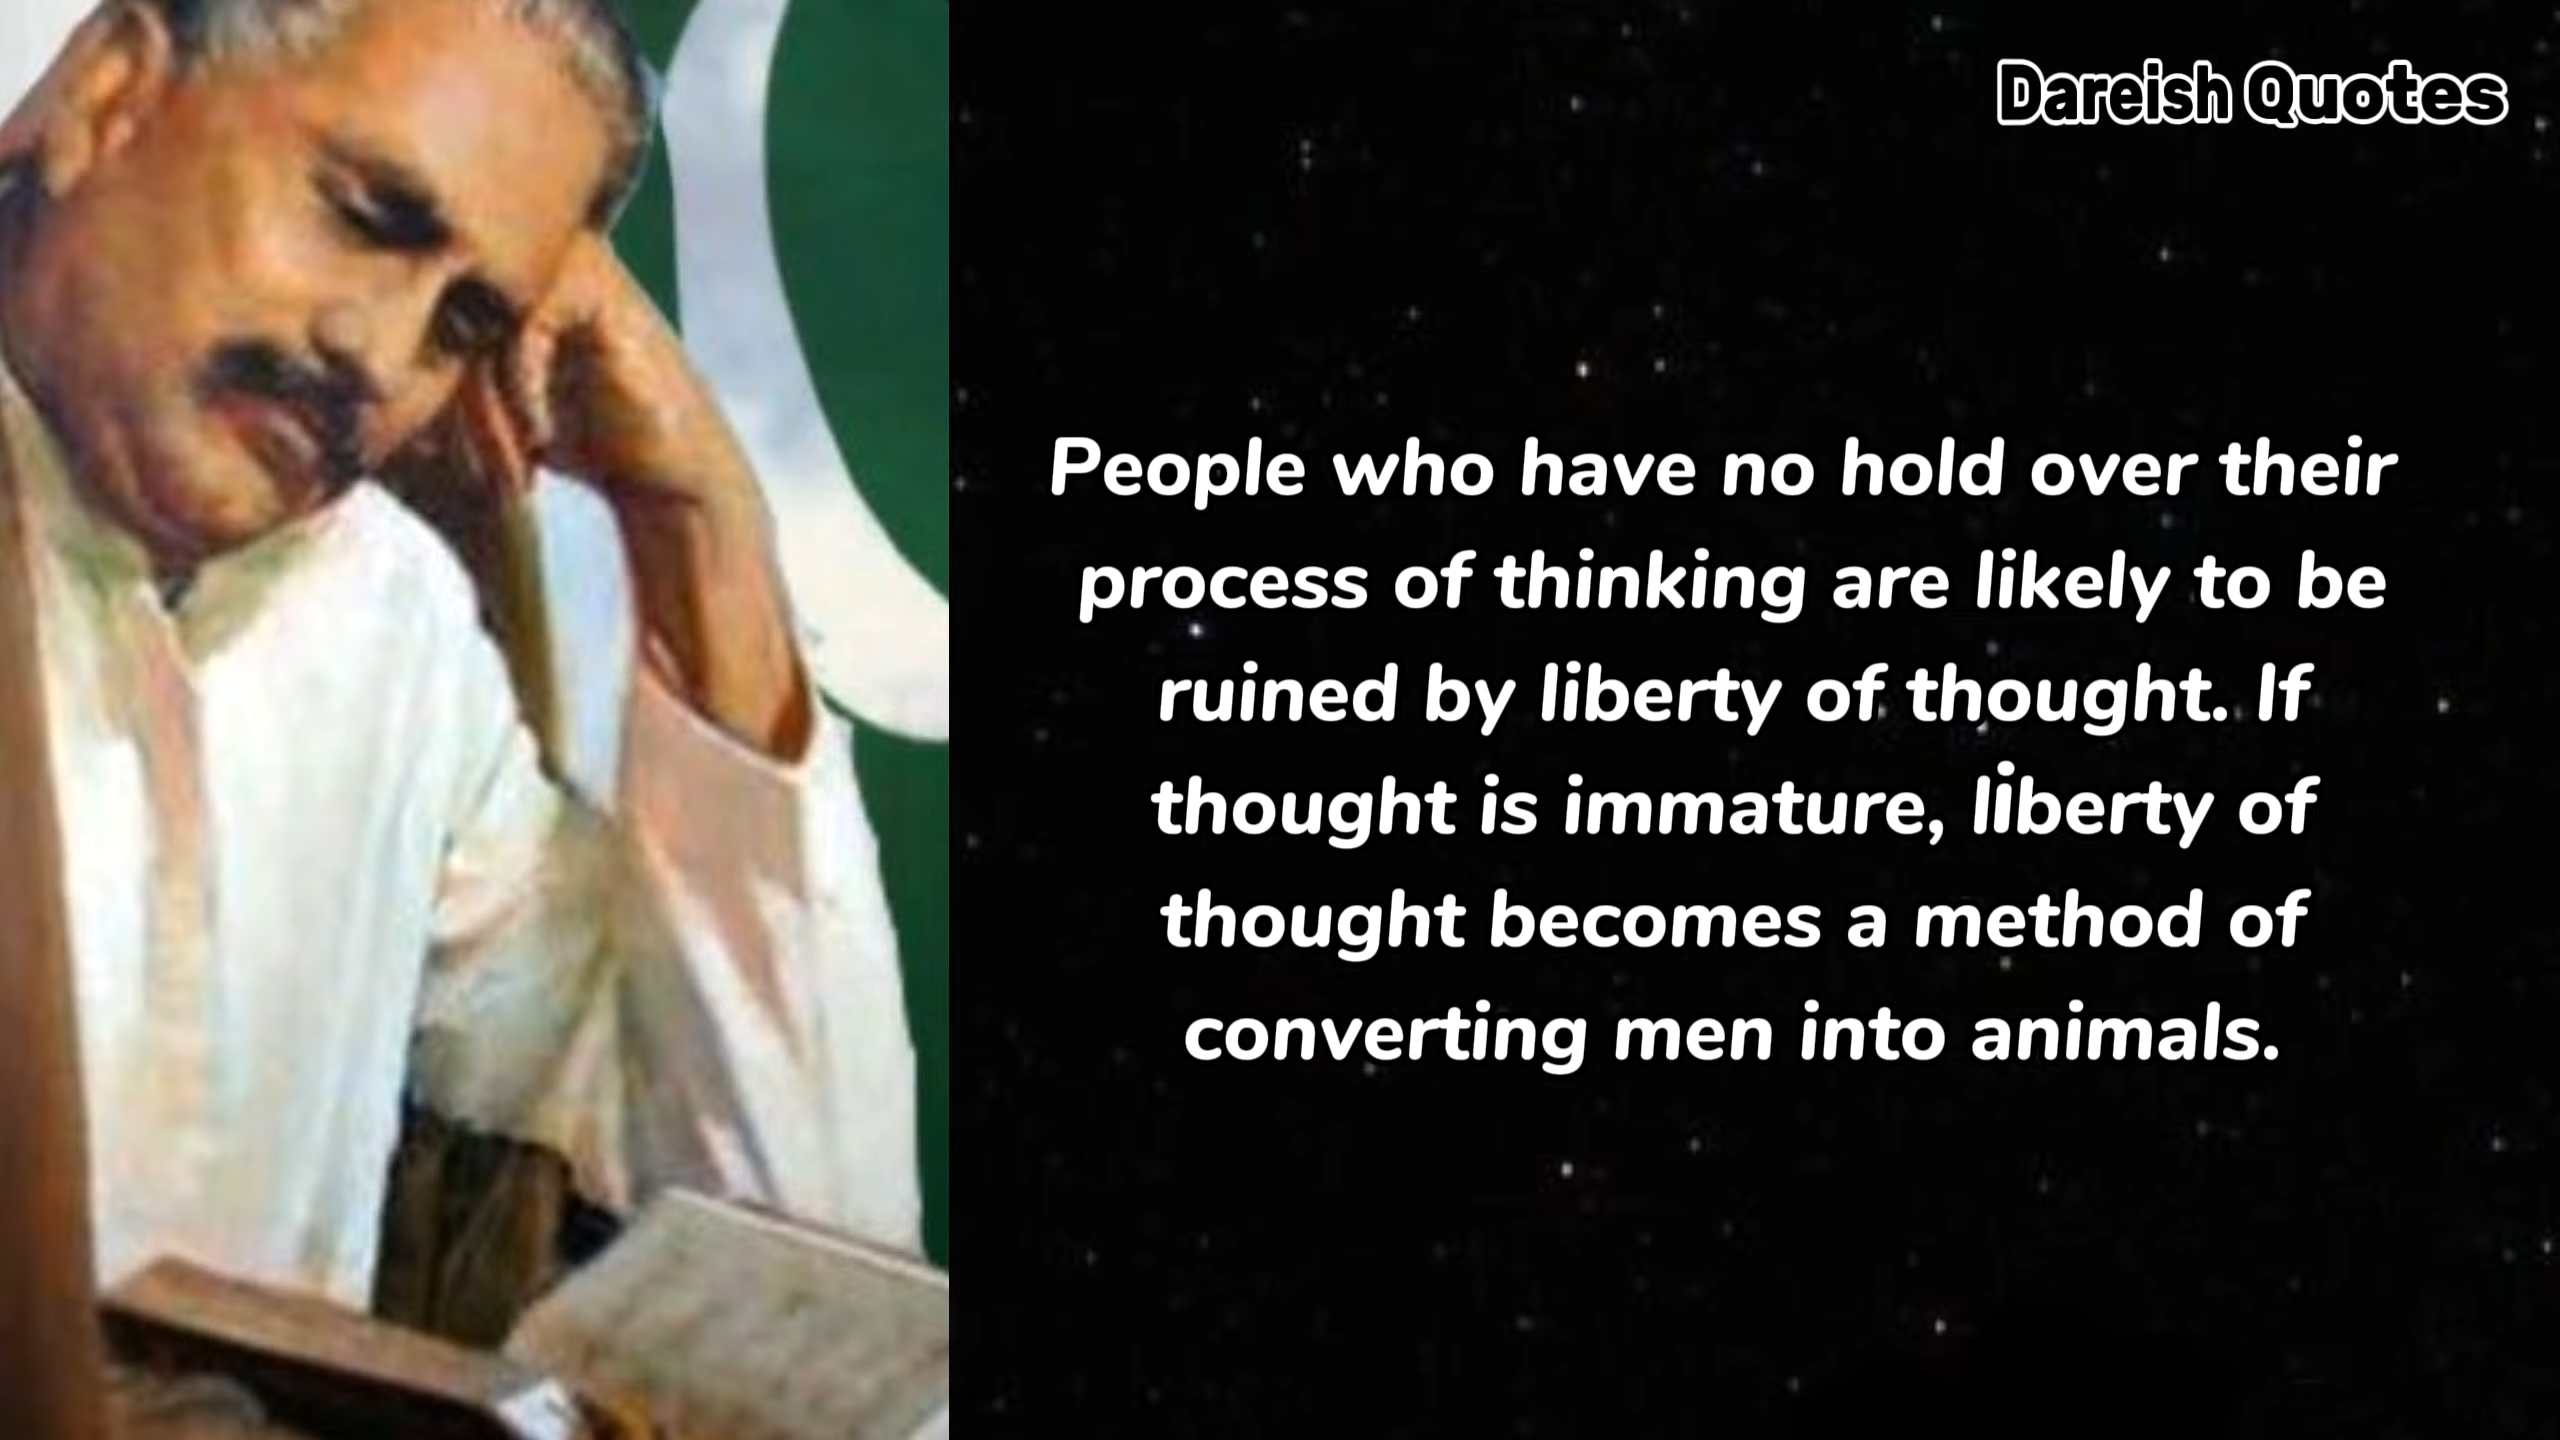 Dareish Quotes
People who have no hold over their
process of thinking are likely to be
ruined by liberty of thought. If
thought is immature, liberty of
thought becomes a method of
converting men into animals.